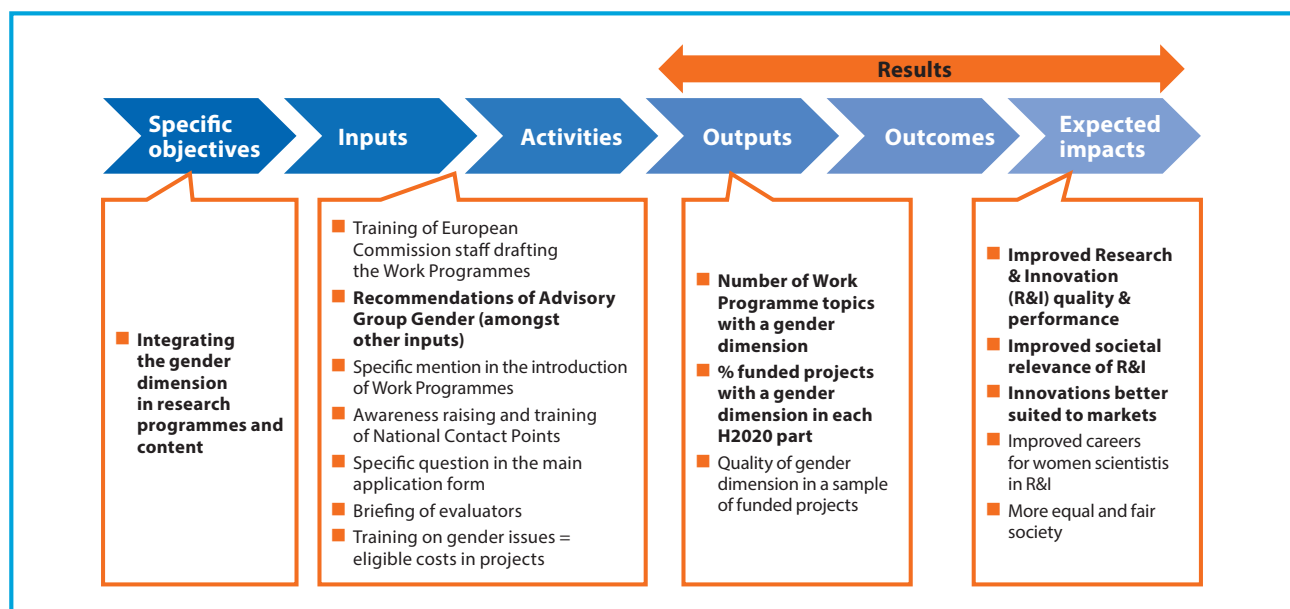 Results
Specific
objectives
Inputs
Activities
Outputs
Outcomes
Expected
impacts
Integrating
the gender
dimension
in research
programmes and
content
Training of European
Commission staff drafting
the Work Programmes
Recommendations of Advisory
Group Gender (amongst
other inputs)
Specific mention in the introduction
of Work Programmes
Awareness raising and training
of National Contact Points
Specific question in the main
application form
Briefing of evaluators
Training on gender issues =
eligible costs in projects
Number of Work
Programme topics
with a gender
dimension
% funded projects
with a gender
dimension in each
H2020 part
Quality of gender
dimension in a sample
of funded projects
Improved Research
& Innovation
(R&I) quality &
performance
Improved societal
relevance of R&I
Innovations better
suited to markets
Improved careers
for women scientistis
in R&I
More equal and fair
society